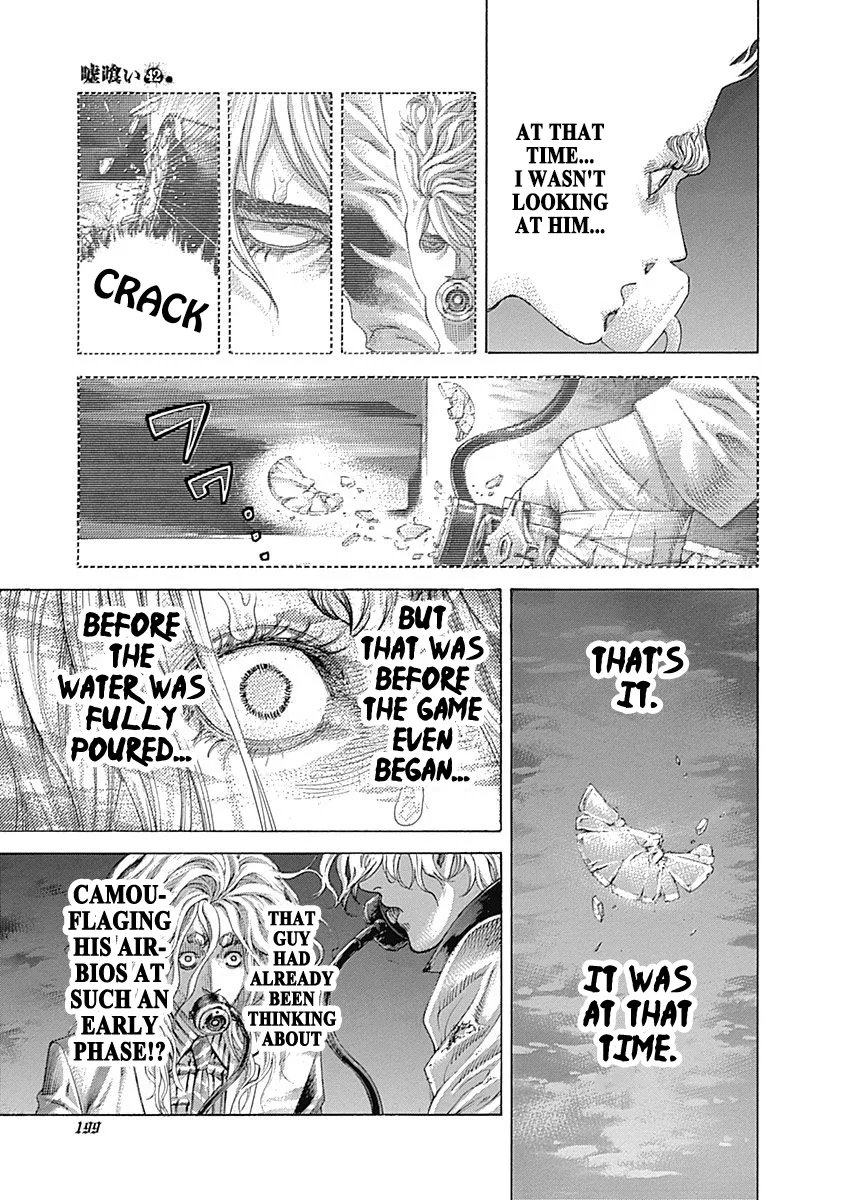 嘘喰い
AT THAT
TIME...
I WASN'T
LOOKING
AT HIM...
CRACK
ワ
ワ
THAT'S
IT.
IT WAS
AT THAT
TIME.
BUT
THAT WAS
BEFORE
THE GAME
EVEN
BEGAN...
BEFORE
THE
WATER WAS
FULLY
POURED...
THAT
GUY
HAD
ALREADY
BEEN
THINKING
ABOUT
CAMOU-
FLAGING
HIS AIR-
BIOS AT
SUCH AN
EARLY
PHASE!?
199